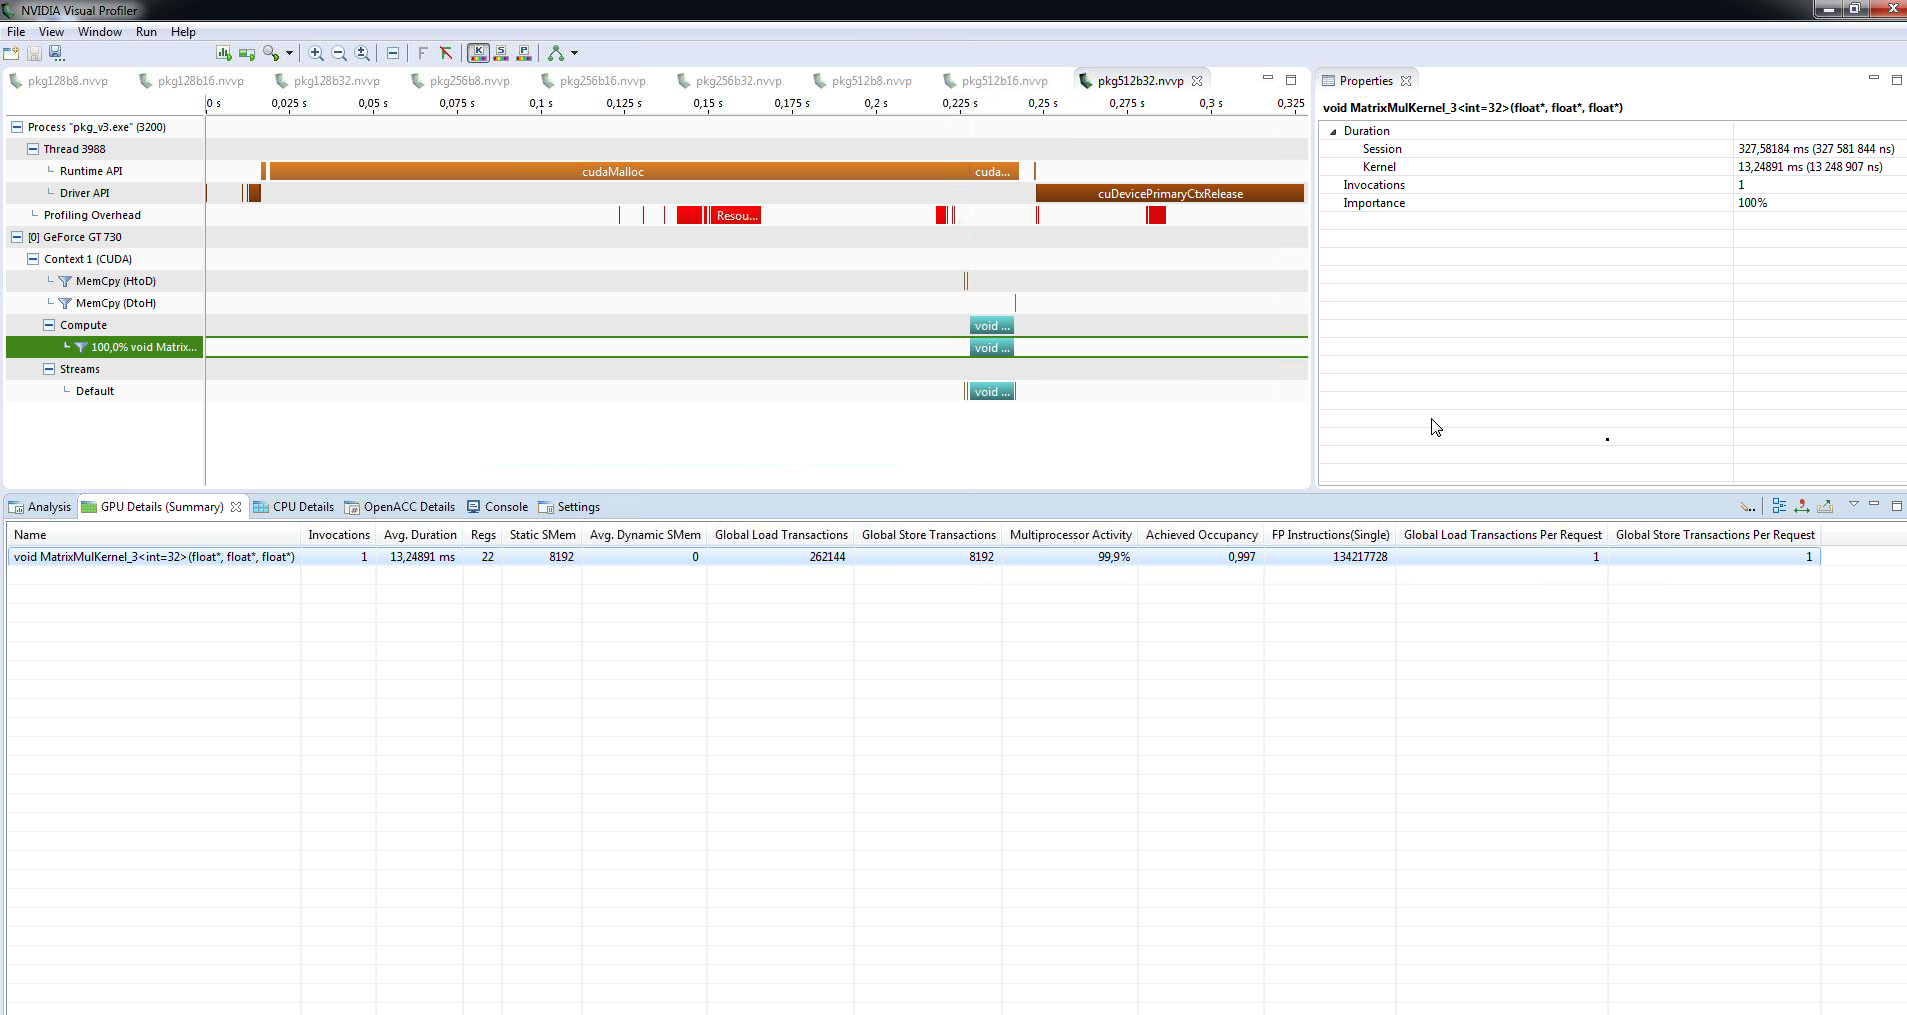 NVIDIA Visual Profiler
File View Window Run Help
pkg128b8.nvvp pkg128b16.nvvp pkg128b32.nvvp pkg256b8.nvvp pkg256b16.nvvp pkg256b32.nvvp pkg512b8.nvvp pkg512b16.nvvp pkg512b32.nvvp
0 s 0,025 s 0,05 s 0,075 s 0,1 s 0,125 s 0,15 s 0,175 s 0,2 s 0,225 s 0,25 s 0,275 s 0,3 s 0,325
Process "pkg_v3.exe" (3200)
Thread 3988
Runtime API cudaMalloc cuda...
Driver API cuDevicePrimaryCtxRelease
Profiling Overhead Resou...
[0] GeForce GT 730
Context 1 (CUDA)
MemCpy (HtoD)
MemCpy (DtoH)
Compute void ...
100,0% void Matrix... void ...
Streams
Default void ...
Properties
void MatrixMulKernel_3<int=32>(float*, float*, float*)
Duration
Session 327,58184 ms (327 581 844 ns)
Kernel 13,24891 ms (13 248 907 ns)
Invocations 1
Importance 100%
Analysis GPU Details (Summary) CPU Details OpenACC Details Console Settings
Name Invocations Avg. Duration Regs Static SMem Avg. Dynamic SMem Global Load Transactions Global Store Transactions Multiprocessor Activity Achieved Occupancy FP Instructions(Single) Global Load Transactions Per Request Global Store Transactions Per Request
void MatrixMulKernel_3<int=32>(float*, float*, float*) 1 13,24891 ms 22 8192 0 262144 8192 99,9% 0,997 134217728 1 1